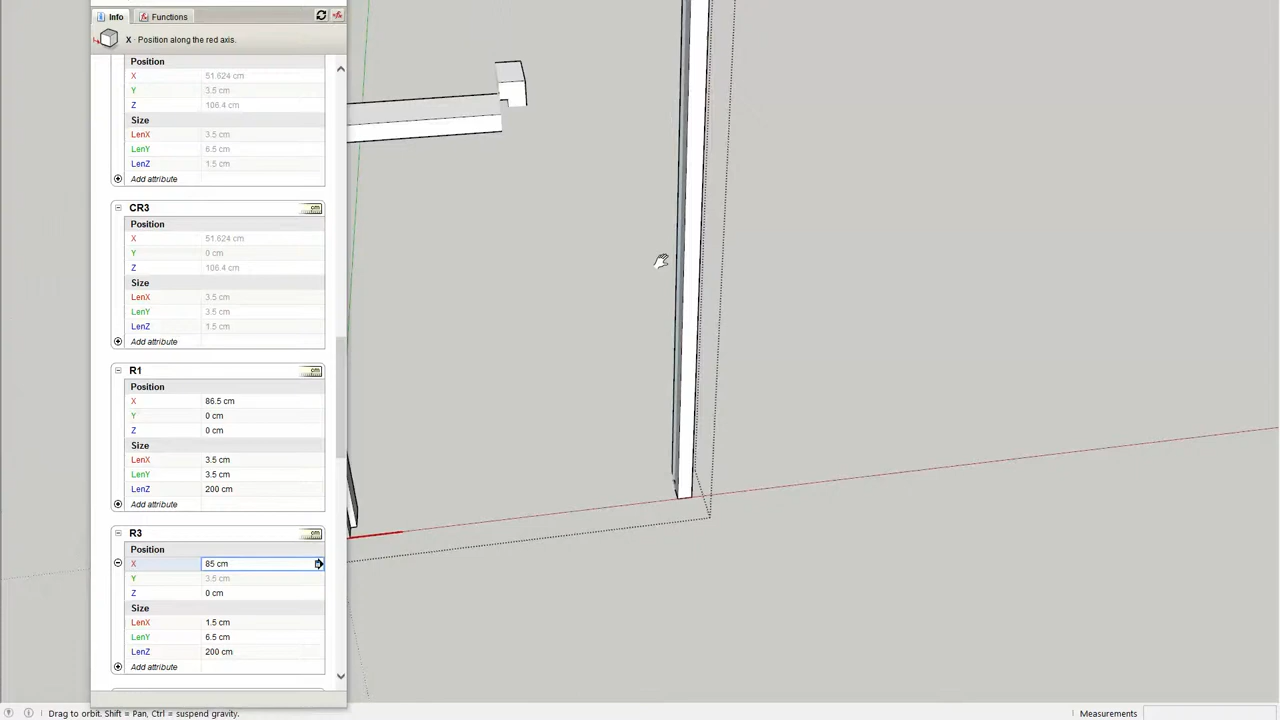 Info Functions
X - Position along the red axis.
Position
X 51.624 cm
Y 3.5 cm
Z 106.4 cm
Size
LenX 3.5 cm
LenY 6.5 cm
LenZ 1.5 cm
Add attribute
CR3 cm
Position
X 51.624 cm
Y 0 cm
Z 106.4 cm
Size
LenX 3.5 cm
LenY 3.5 cm
LenZ 1.5 cm
Add attribute
R1 cm
Position
X 86.5 cm
Y 0 cm
Z 0 cm
Size
LenX 3.5 cm
LenY 3.5 cm
LenZ 200 cm
Add attribute
R3 cm
Position
X 85 cm
Y 3.5 cm
Z 0 cm
Size
LenX 1.5 cm
LenY 6.5 cm
LenZ 200 cm
Add attribute
Drag to orbit. Shift = Pan, Ctrl = suspend gravity. Measurements